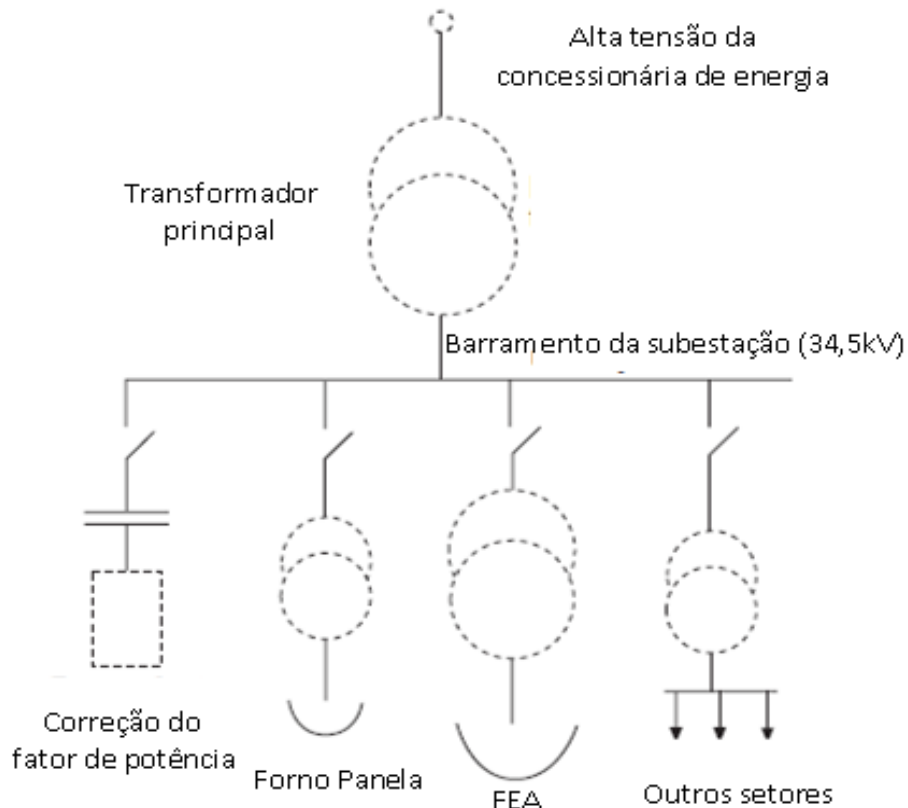 Alta tensão da
concessionária de energia
Transformador
principal
Barramento da subestação (34,5kV)
Correção do
fator de potência
Forno Panela
FEA
Outros setores